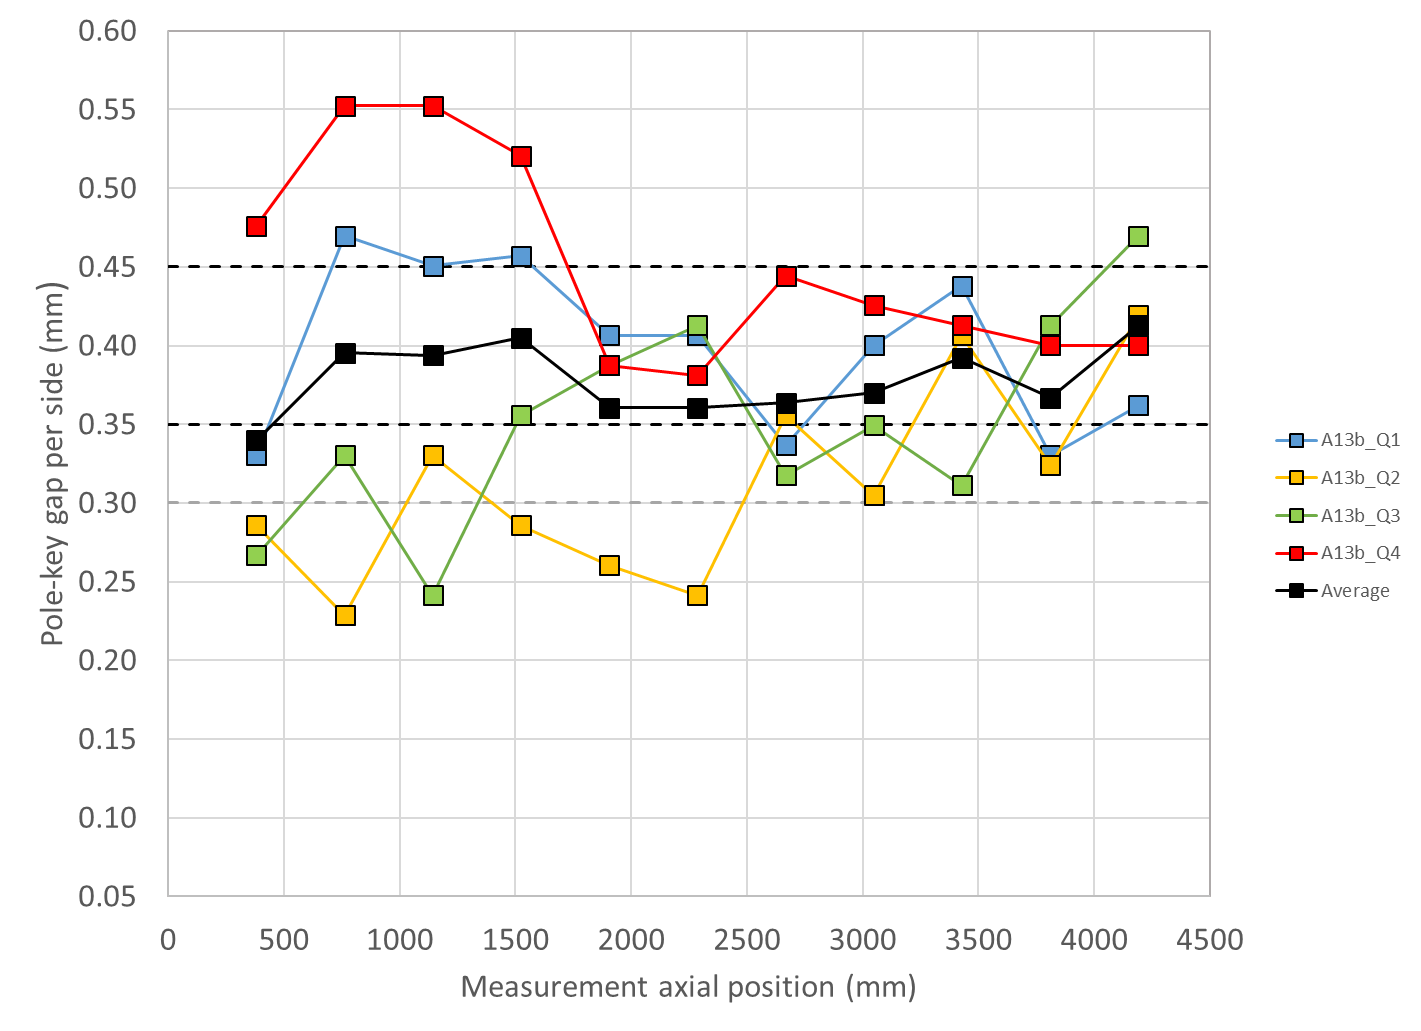 0.60
0.55
0.50
0.45
0.40
0.35
0.30
0.25
0.20
0.15
0.10
0.05
Pole-key gap per side (mm)
0 500 1000 1500 2000 2500 3000 3500 4000 4500
Measurement axial position (mm)
A13b_Q1
A13b_Q2
A13b_Q3
A13b_Q4
Average